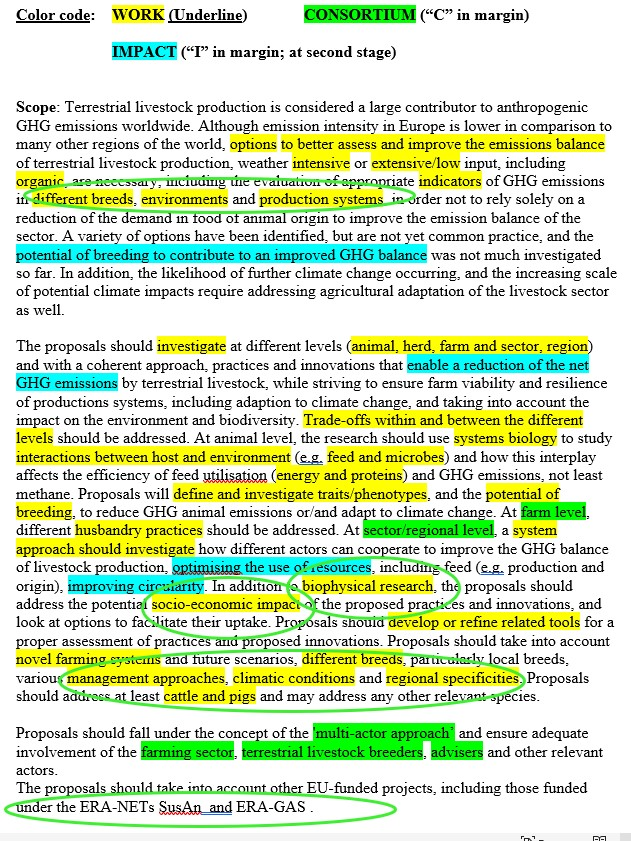 Color code: WORK (Underline) CONSORTIUM (“C” in margin)
IMPACT (“I” in margin; at second stage)
Scope: Terrestrial livestock production is considered a large contributor to anthropogenic
GHG emissions worldwide. Although emission intensity in Europe is lower in comparison to
many other regions of the world, options to better assess and improve the emissions balance
of terrestrial livestock production, weather intensive or extensive/low input, including
organic, are necessary, including the evaluation of appropriate indicators of GHG emissions
in different breeds, environments and production systems, in order not to rely solely on a
reduction of the demand in food of animal origin to improve the emission balance of the
sector. A variety of options have been identified, but are not yet common practice, and the
potential of breeding to contribute to an improved GHG balance was not much investigated
so far. In addition, the likelihood of further climate change occurring, and the increasing scale
of potential climate impacts require addressing agricultural adaptation of the livestock sector
as well.
The proposals should investigate at different levels (animal, herd, farm and sector, region)
and with a coherent approach, practices and innovations that enable a reduction of the net
GHG emissions by terrestrial livestock, while striving to ensure farm viability and resilience
of productions systems, including adaption to climate change, and taking into account the
impact on the environment and biodiversity. Trade-offs within and between the different
levels should be addressed. At animal level, the research should use systems biology to study
interactions between host and environment (e.g. feed and microbes) and how this interplay
affects the efficiency of feed utilisation (energy and proteins) and GHG emissions, not least
methane. Proposals will define and investigate traits/phenotypes, and the potential of
breeding, to reduce GHG animal emissions or/and adapt to climate change. At farm level,
different husbandry practices should be addressed. At sector/regional level, a system
approach should investigate how different actors can cooperate to improve the GHG balance
of livestock production, optimising the use of resources, including feed (e.g. production and
origin), improving circularity. In addition to biophysical research, the proposals should
address the potential socio-economic impact of the proposed practices and innovations, and
look at options to facilitate their uptake. Proposals should develop or refine related tools for a
proper assessment of practices and proposed innovations. Proposals should take into account
novel farming systems and future scenarios, different breeds, particularly local breeds,
various management approaches, climatic conditions and regional specificities. Proposals
should address at least cattle and pigs and may address any other relevant species.
Proposals should fall under the concept of the 'multi-actor approach' and ensure adequate
involvement of the farming sector, terrestrial livestock breeders, advisers and other relevant
actors.
The proposals should take into account other EU-funded projects, including those funded
under the ERA-NETs SusAn and ERA-GAS .